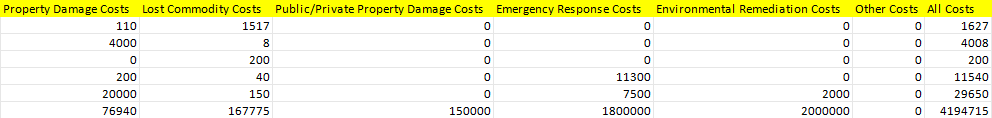 Property Damage Costs Lost Commodity Costs Public/Private Property Damage Costs Emergency Response Costs Environmental Remediation Costs Other Costs All Costs
110 1517 0 0 0 0 1627
4000 8 0 0 0 0 4008
0 200 0 0 0 0 200
200 40 0 11300 0 0 11540
20000 150 0 7500 2000 0 29650
76940 167775 150000 1800000 2000000 0 4194715